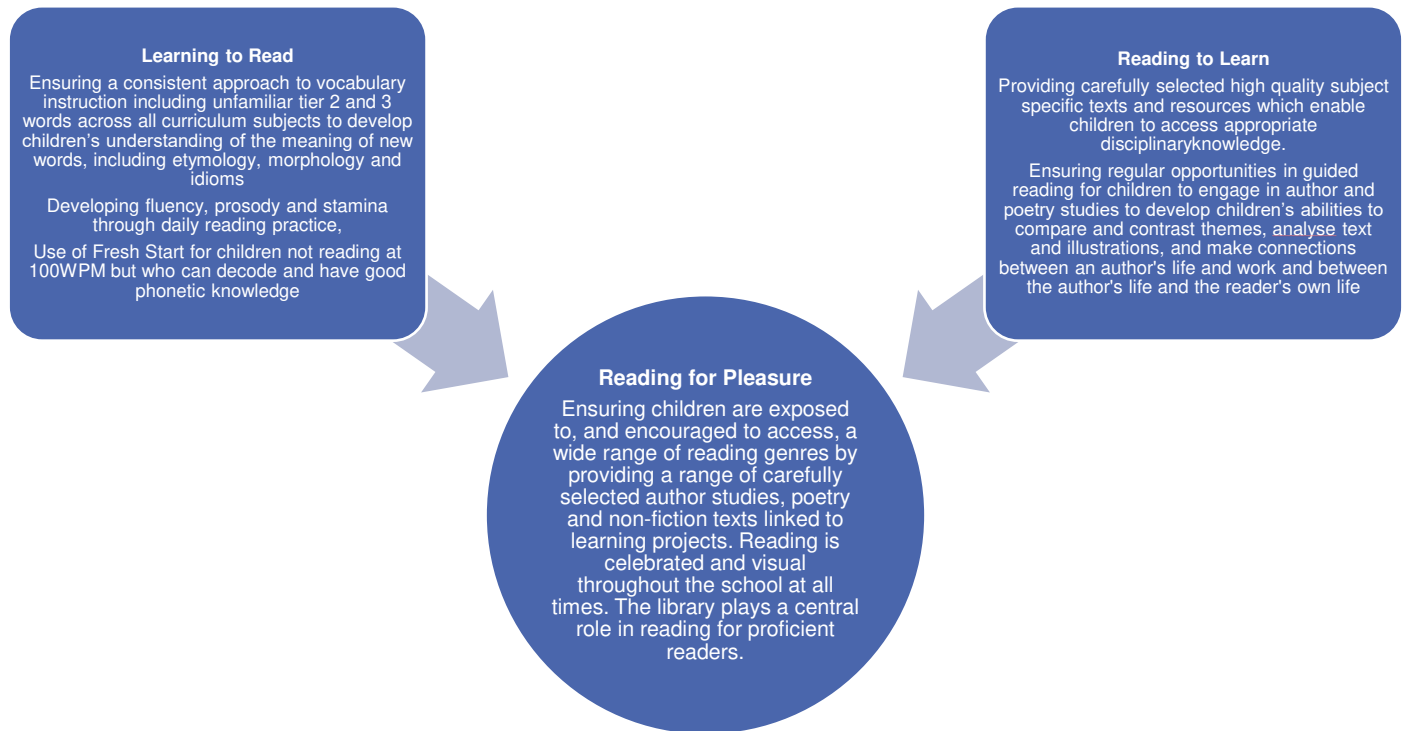 Learning to Read
Ensuring a consistent approach to vocabulary
instruction including unfamiliar tier 2 and 3
words across all curriculum subjects to develop
children’s understanding of the meaning of new
words, including etymology, morphology and
idioms
Developing fluency, prosody and stamina
through daily reading practice,
Use of Fresh Start for children not reading at
100WPM but who can decode and have good
phonetic knowledge
Reading to Learn
Providing carefully selected high quality subject
specific texts and resources which enable
children to access appropriate
disciplinaryknowledge.
Ensuring regular opportunities in guided
reading for children to engage in author and
poetry studies to develop children’s abilities to
compare and contrast themes, analyse text
and illustrations, and make connections
between an author's life and work and between
the author's life and the reader's own life
Reading for Pleasure
Ensuring children are exposed
to, and encouraged to access, a
wide range of reading genres by
providing a range of carefully
selected author studies, poetry
and non-fiction texts linked to
learning projects. Reading is
celebrated and visual
throughout the school at all
times. The library plays a central
role in reading for proficient
readers.